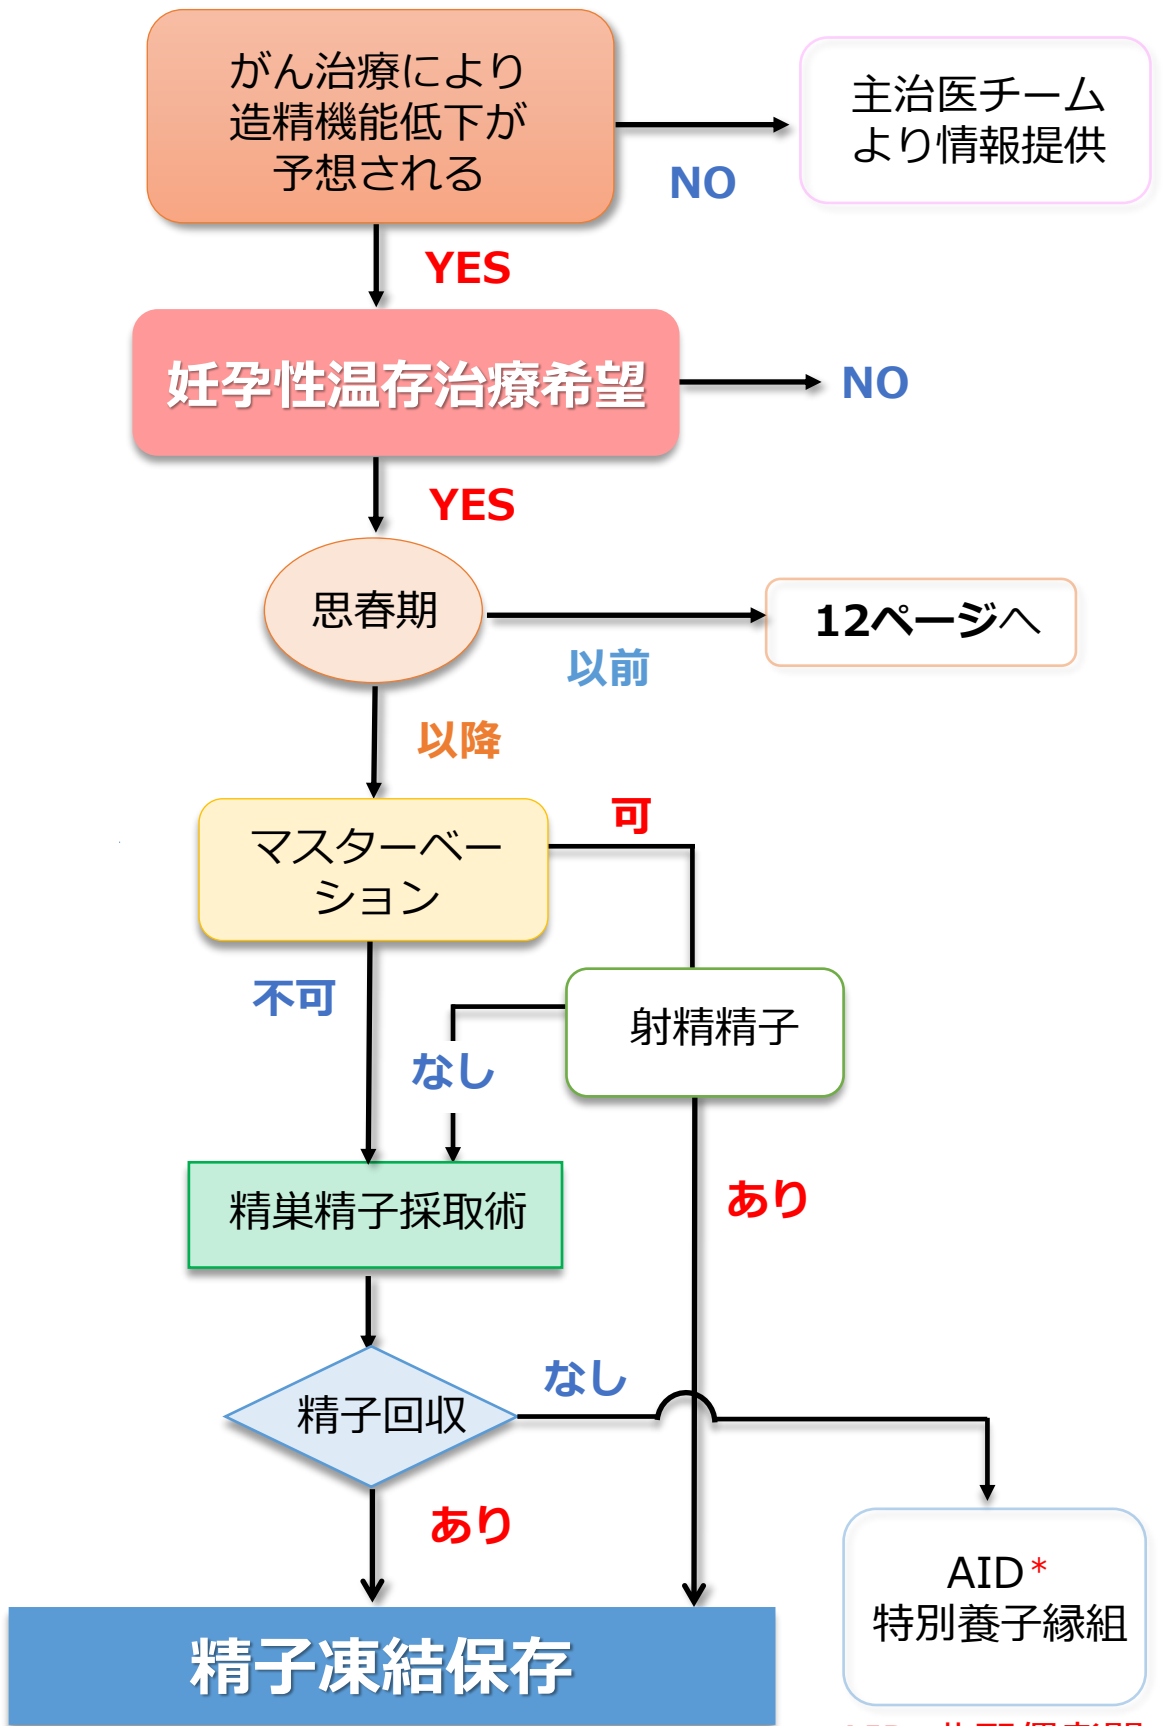 がん治療により
造精機能低下が
予想される
主治医チーム
より情報提供
NO
YES
妊孕性温存治療希望
NO
YES
思春期
12ページへ
以前
以降
マスターベー
ション
可
不可
射精精子
なし
あり
精巣精子採取術
精子回収
なし
あり
AID*
特別養子縁組
精子凍結保存